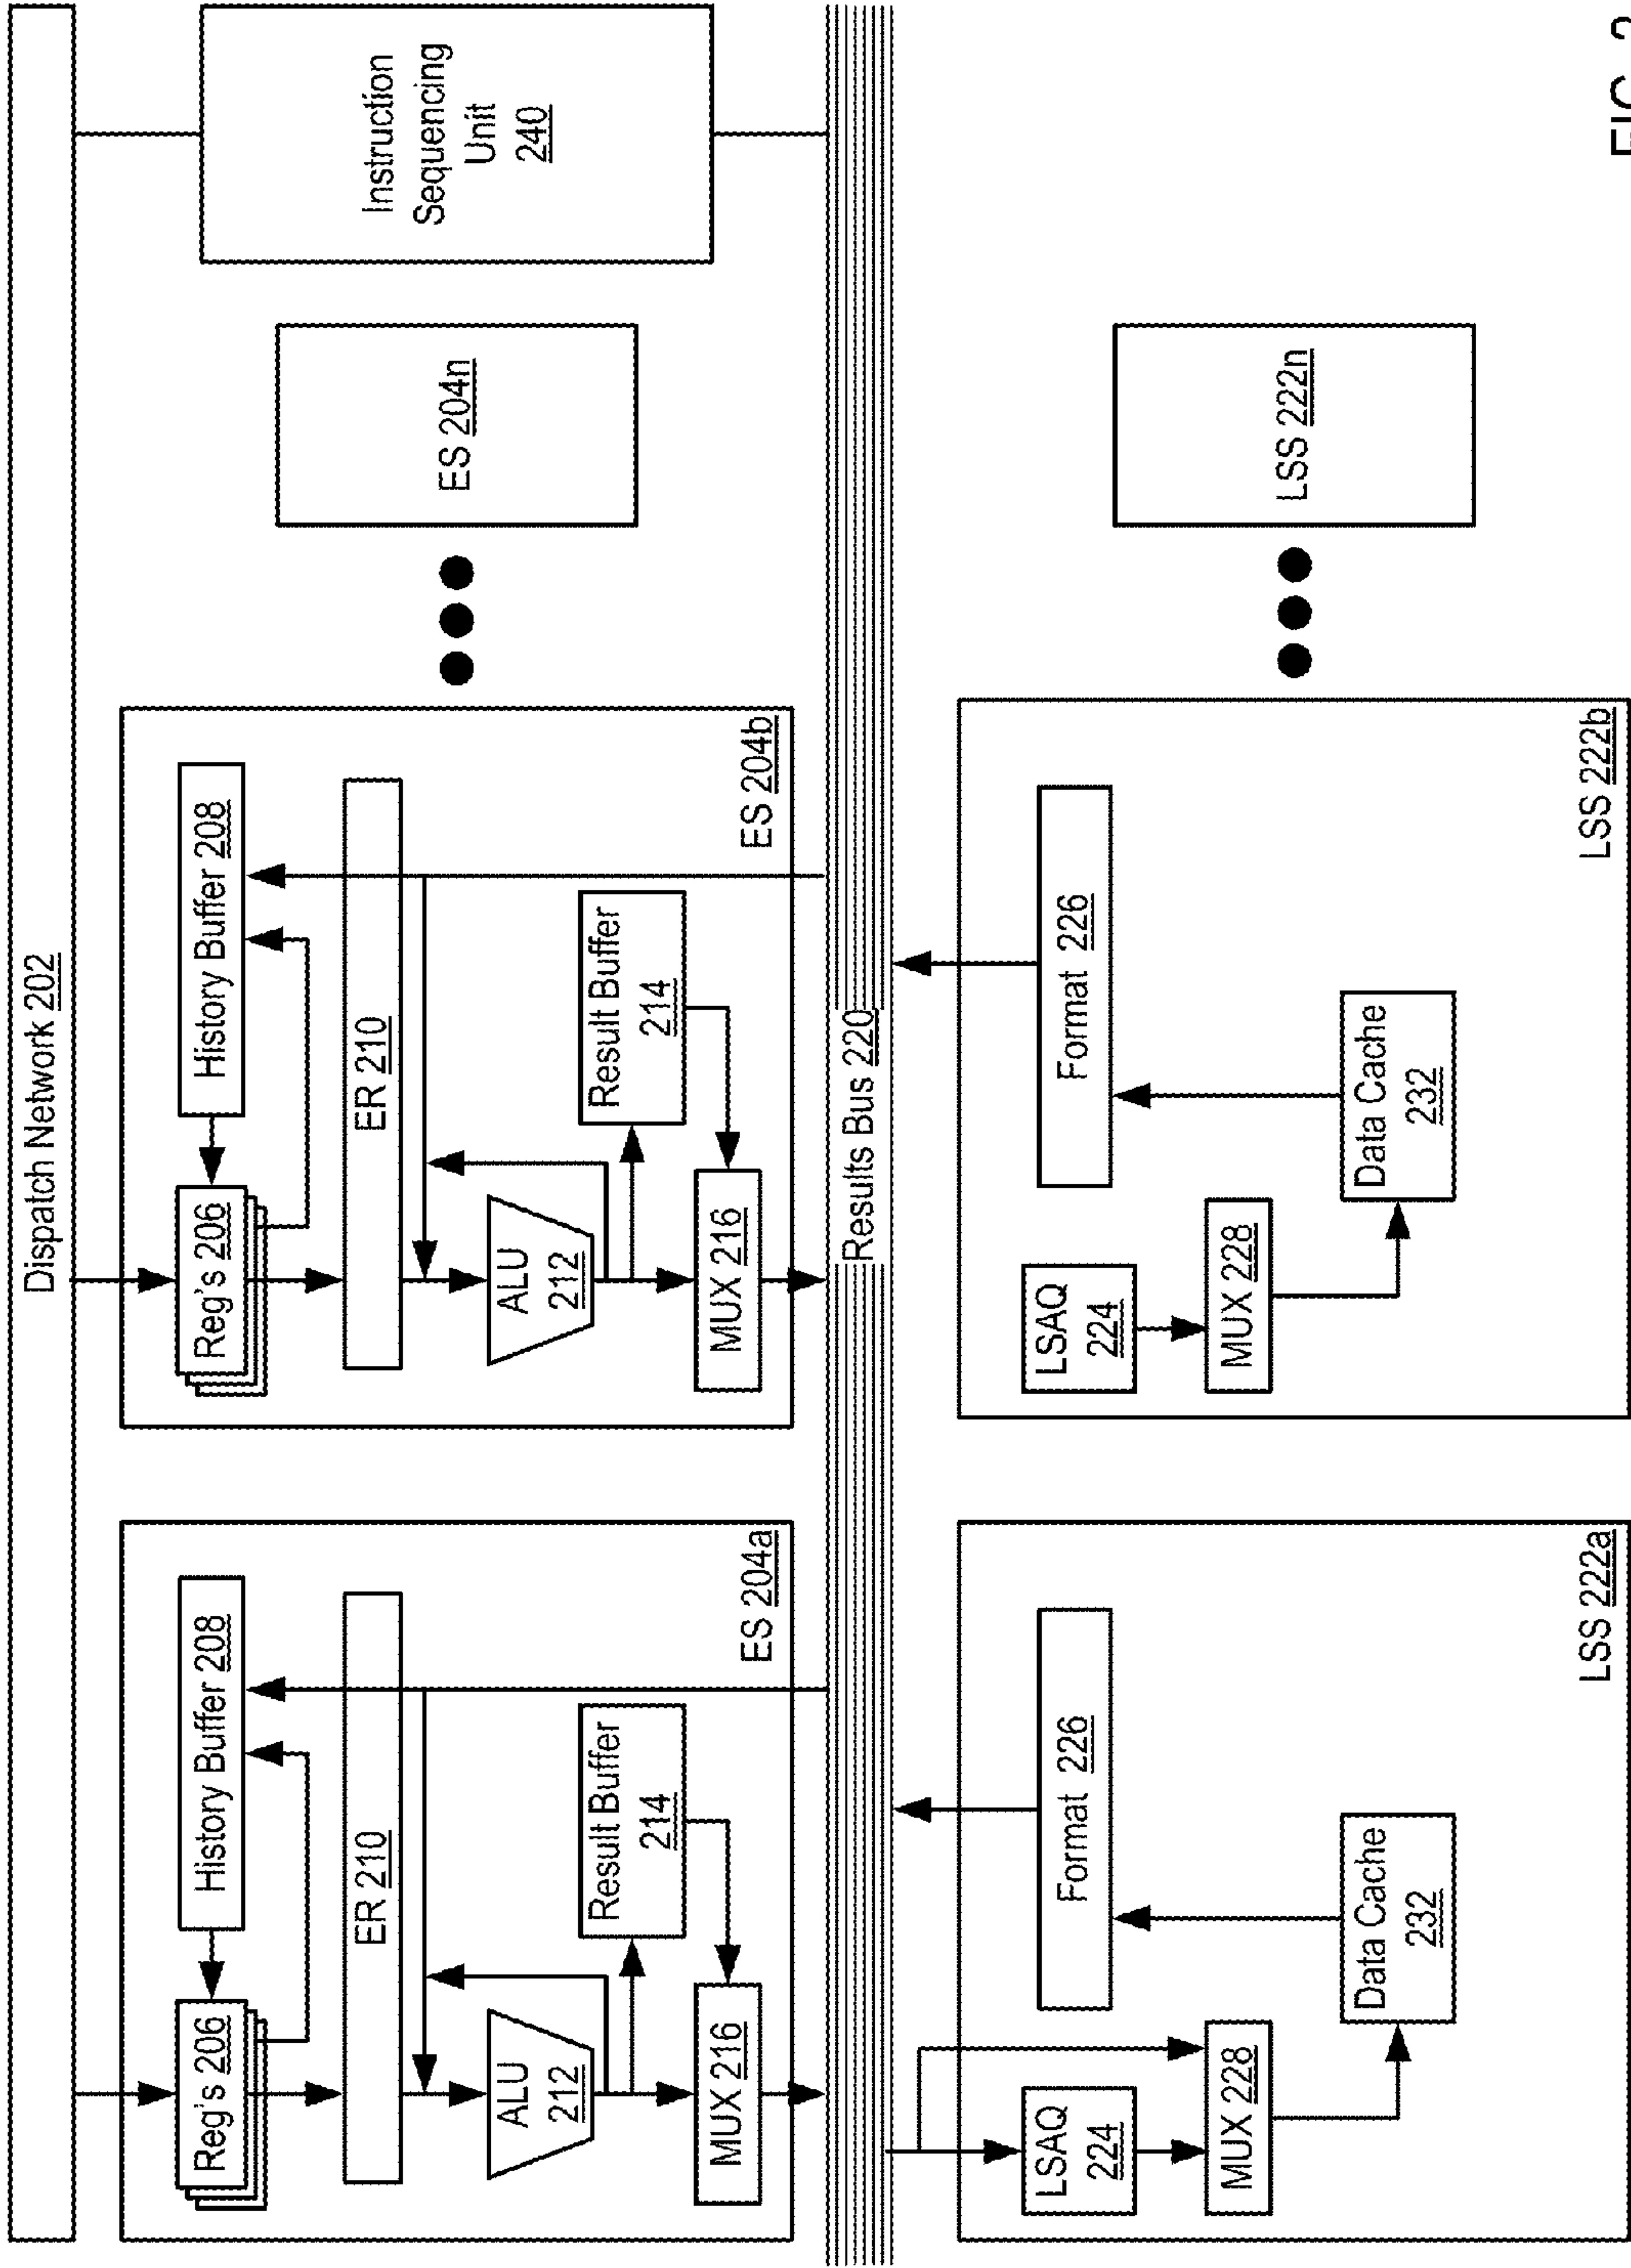 Dispatch Network 202
Reg's 206
History Buffer 208
ER 210
ALU
212
Result Buffer
214
MUX 216
ES 204a
Reg's 206
History Buffer 208
ER 210
ALU
212
Result Buffer
214
MUX 216
ES 204b
ES 204n
Instruction
Sequencing
Unit
240
Results Bus 220
LSAQ
224
MUX 228
Format 226
Data Cache
232
LSS 222a
LSAQ
224
MUX 228
Format 226
Data Cache
232
LSS 222b
LSS 222n
FIG. 2